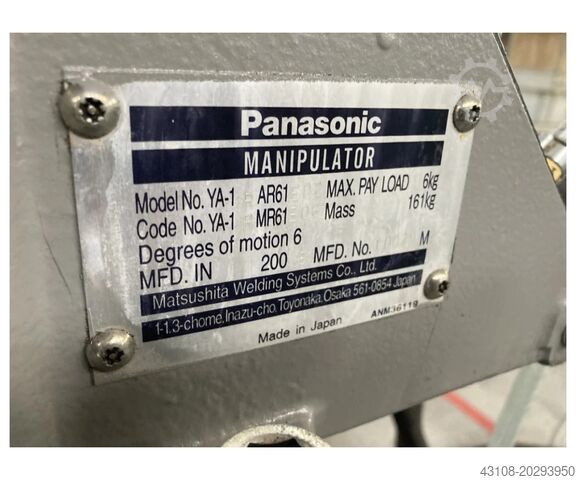 Panasonic
MANIPULATOR
Model No. YA-1 AR61 MAX. PAY LOAD 6kg
Code No. YA-1 MR61 Mass 161kg
Degrees of motion 6
MFD. IN 200 MFD. No. M
Matsushita Welding Systems Co., Ltd.
1-1.3-chome.Inazu-cho.Toyonaka.Osaka 561-0854 Japan
Made in Japan ANM36119
43108-20293950